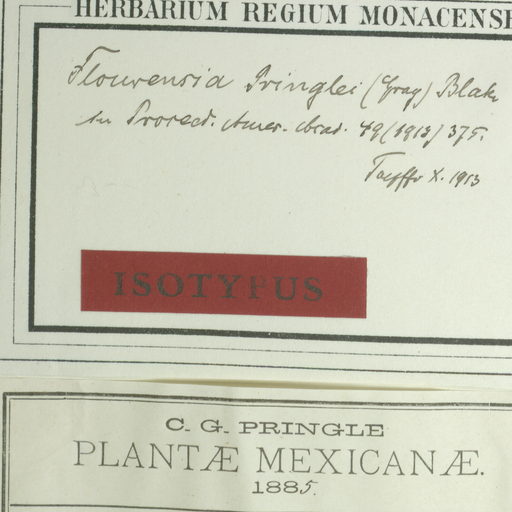 HERBARIUM REGIUM MONACENSE
Flourensia Pringlei (Gray) Blake
in Proceed. Amer. Acad. 49 (1913) 375.
X. 1913
ISOTYPUS
C. G. PRINGLE
PLANTÆ MEXICANÆ.
1885.